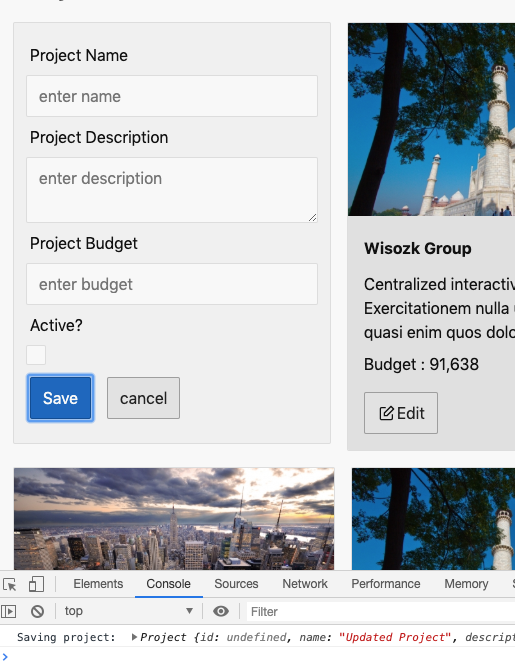 Project Name
enter name
Project Description
enter description
Project Budget
enter budget
Active?
Save cancel
Wisozk Group
Centralized interactiv
Exercitationem nulla
quasi enim quos dolo
Budget : 91,638
Edit
Elements Console Sources Network Performance Memory
top Filter
Saving project: Project {id: undefined, name: "Updated Project", descript